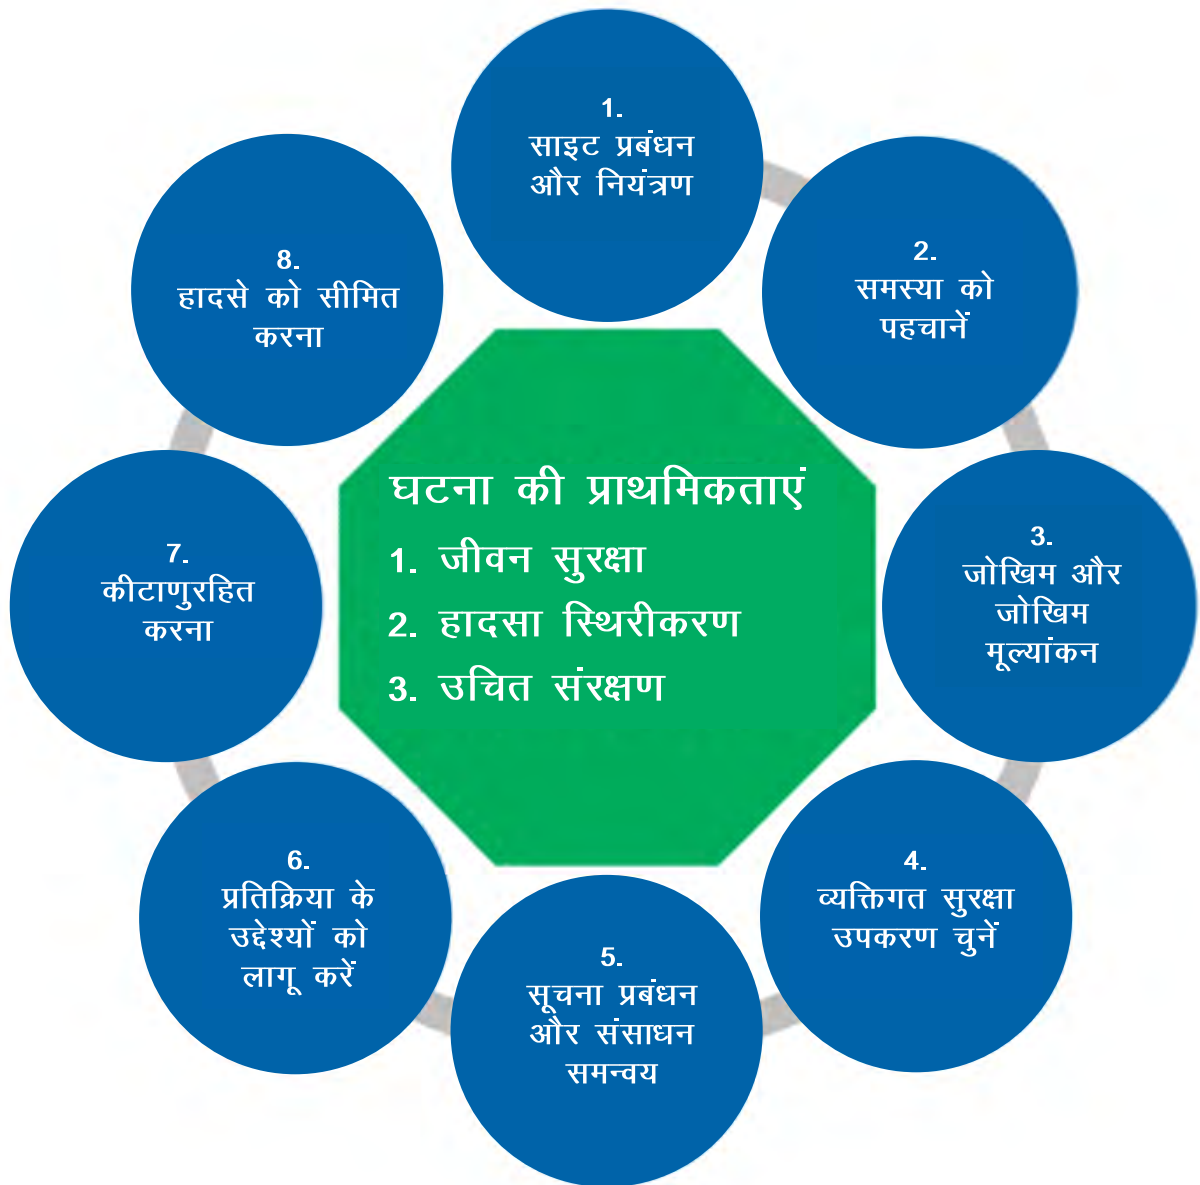 1.
साइट प्रबंधन
और नियंत्रण
2.
समस्या को
पहचानें
3.
जोखिम और
जोखिम
मूल्यांकन
4.
व्यक्तिगत सुरक्षा
उपकरण चुनें
5.
सूचना प्रबंधन
और संसाधन
समन्वय
6.
प्रतिक्रिया के
उद्देश्यों को
लागू करें
7.
कीटाणुरहित
करना
8.
हादसे को सीमित
करना
घटना की प्राथमिकताएं
1. जीवन सुरक्षा
2. हादसा स्थिरीकरण
3. उचित संरक्षण